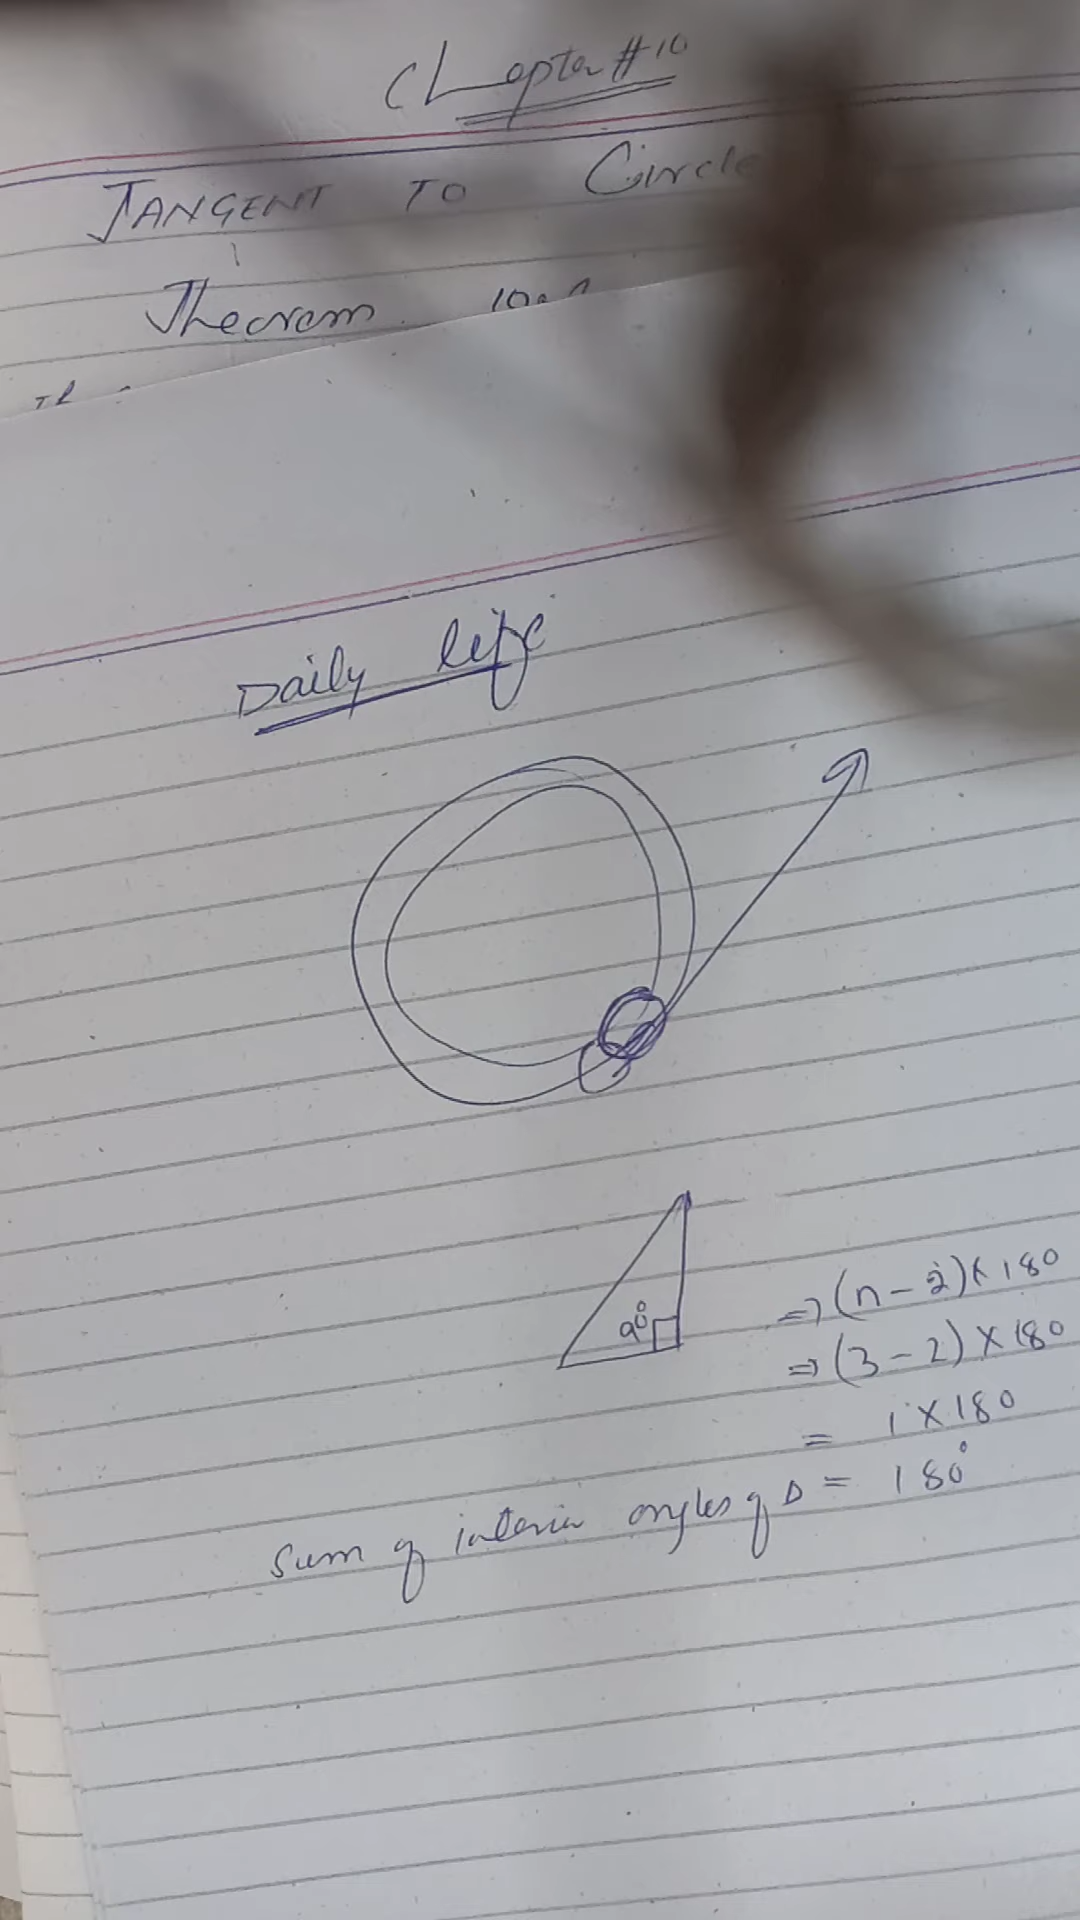 Chapter #10
TANGENT TO Circle
Theorem
Daily life
90°
=> (n - 2) x 180
=> (3 - 2) x 180
= 1 x 180
Sum of interior angles of Δ = 180°